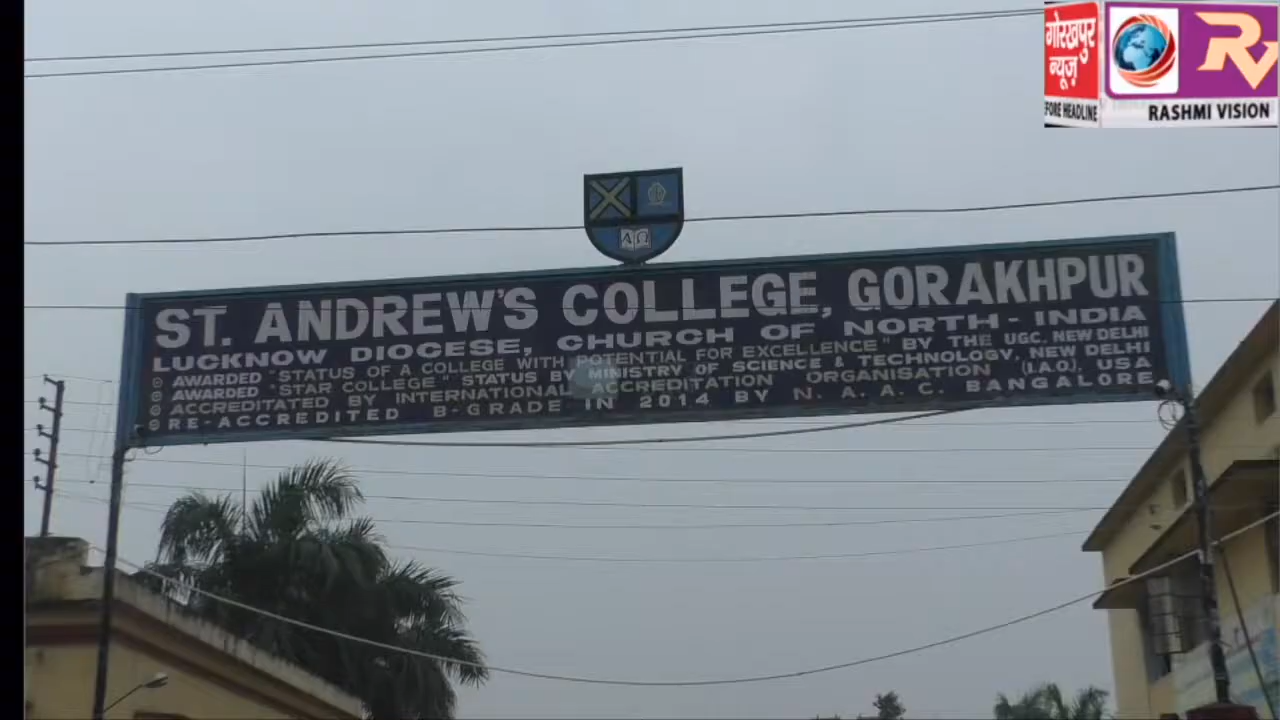 गोरखपुर
न्यूज़
FORE HEADLINE
RV
RASHMI VISION
ΑΩ
ST. ANDREW'S COLLEGE, GORAKHPUR
LUCKNOW DIOCESE, CHURCH OF NORTH - INDIA
AWARDED "STATUS OF A COLLEGE WITH POTENTIAL FOR EXCELLENCE" BY THE UGC. NEW DELHI
AWARDED "STAR COLLEGE" STATUS BY MINISTRY OF SCIENCE & TECHNOLOGY, NEW DELHI
ACCREDITATED BY INTERNATIONAL ACCREDITATION ORGANISATION (I.A.O.), USA
RE-ACCREDITED B-GRADE IN 2014 BY N. A. A. C. BANGALORE